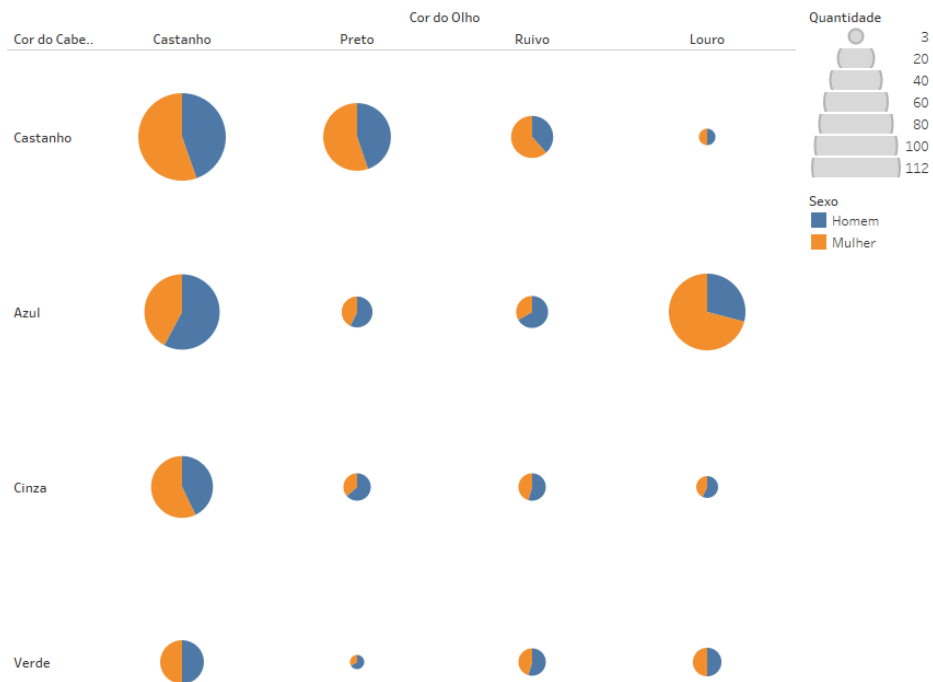 Cor do Olho
Cor do Cabe.. Castanho Preto Ruivo Louro
Castanho
Azul
Cinza
Verde
Quantidade
3
20
40
60
80
100
112
Sexo
Homem
Mulher